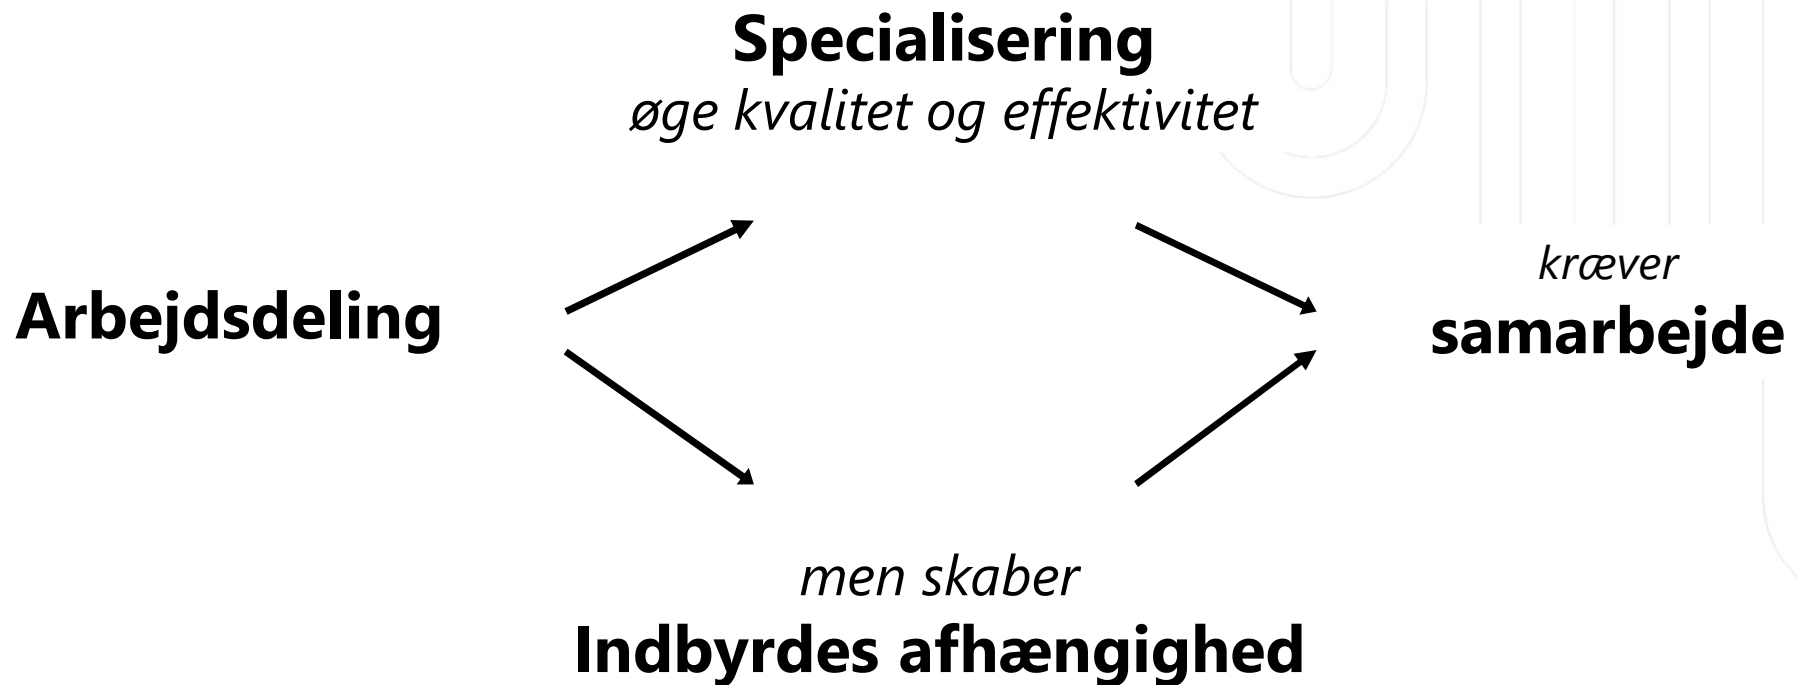 Specialisering
øge kvalitet og effektivitet
Arbejdsdeling
kræver
samarbejde
men skaber
Indbyrdes afhængighed